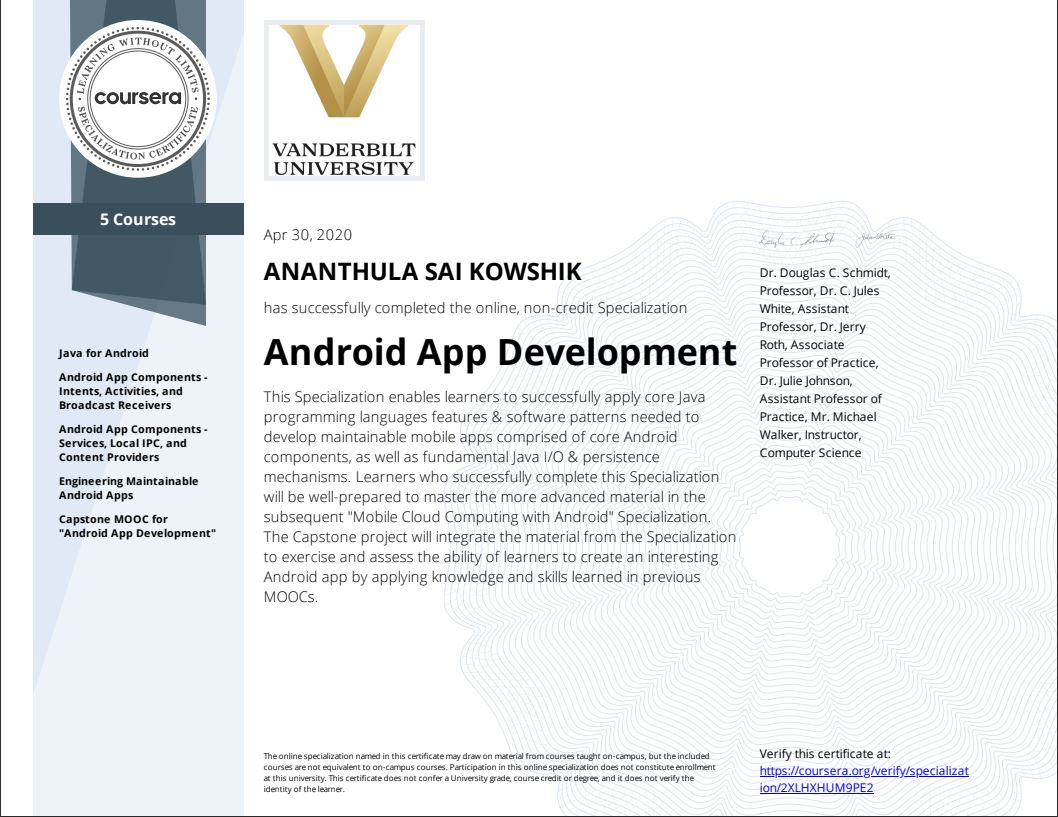 LEARNING WITHOUT LIMITS
coursera
SPECIALIZATION CERTIFICATE
5 Courses
Java for Android
Android App Components -
Intents, Activities, and
Broadcast Receivers
Android App Components -
Services, Local IPC, and
Content Providers
Engineering Maintainable
Android Apps
Capstone MOOC for
"Android App Development"
VANDERBILT
UNIVERSITY
Apr 30, 2020
ANANTHULA SAI KOWSHIK
has successfully completed the online, non-credit Specialization
Android App Development
This Specialization enables learners to successfully apply core Java
programming languages features & software patterns needed to
develop maintainable mobile apps comprised of core Android
components, as well as fundamental Java I/O & persistence
mechanisms. Learners who successfully complete this Specialization
will be well-prepared to master the more advanced material in the
subsequent "Mobile Cloud Computing with Android" Specialization.
The Capstone project will integrate the material from the Specialization
to exercise and assess the ability of learners to create an interesting
Android app by applying knowledge and skills learned in previous
MOOCs.
Dr. Douglas C. Schmidt,
Professor, Dr. C. Jules
White, Assistant
Professor, Dr. Jerry
Roth, Associate
Professor of Practice,
Dr. Julie Johnson,
Assistant Professor of
Practice, Mr. Michael
Walker, Instructor,
Computer Science
The online specialization named in this certificate may draw on material from courses taught on-campus, but the included
courses are not equivalent to on-campus courses. Participation in this online specialization does not constitute enrollment
at this university. This certificate does not confer a University grade, course credit or degree, and it does not verify the
identity of the learner.
Verify this certificate at:
https://coursera.org/verify/specializat
ion/2XLHXHUM9PE2